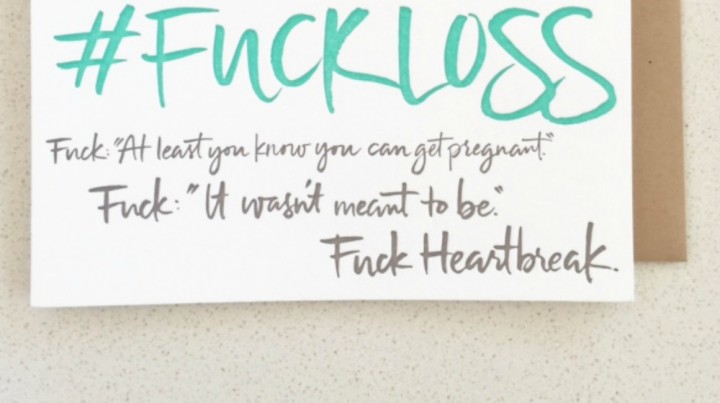 #FUCKLOSS
Fuck: "At least you know you can get pregnant."
Fuck: "It wasn't meant to be."
Fuck Heartbreak.